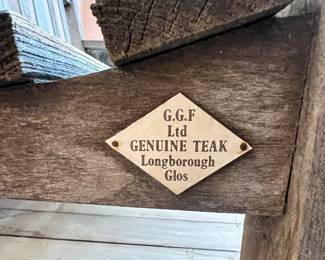 G.G.F
Ltd
GENUINE TEAK
Longborough
Glos